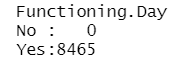 Functioning.Day
No :   0
Yes:8465